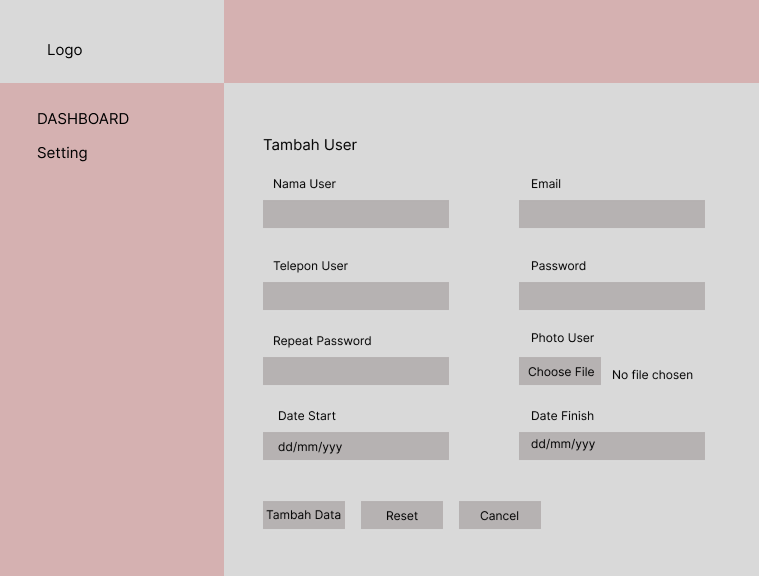 Logo
DASHBOARD
Setting
Tambah User
Nama User
Email
Telepon User
Password
Repeat Password
Photo User
Choose File
No file chosen
Date Start
Date Finish
dd/mm/yyy
dd/mm/yyy
Tambah Data
Reset
Cancel